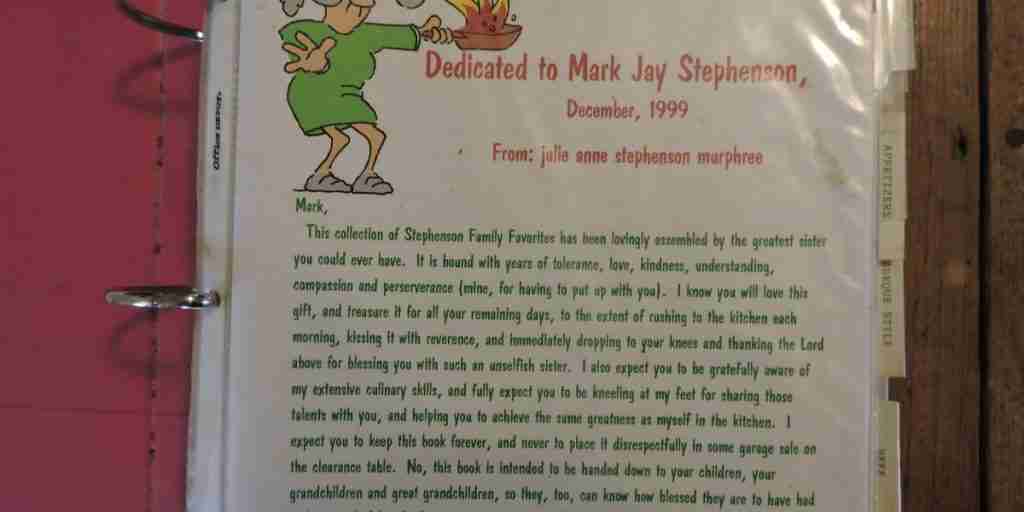 Dedicated to Mark Jay Stephenson,
December, 1999
From: julie anne stephenson murphree
Mark,
This collection of Stephenson Family Favorites has been lovingly assembled by the greatest sister
you could ever have. It is bound with years of tolerance, love, kindness, understanding,
compassion and perserverance (mine, for having to put up with you). I know you will love this
gift, and treasure it for all your remaining days, to the extent of rushing to the kitchen each
morning, kissing it with reverence, and immediately dropping to your knees and thanking the Lord
above for blessing you with such an unselfish sister. I also expect you to be gratefully aware of
my extensive culinary skills, and fully expect you to be kneeling at my feet for sharing those
talents with you, and helping you to achieve the same greatness as myself in the kitchen. I
expect you to keep this book forever, and never to place it disrespectfully in some garage sale on
the clearance table. No, this book is intended to be handed down to your children, your
grandchildren and great grandchildren, so they, too, can know how blessed they are to have had
Office DEPOT.
APPETIZERS
STYLE